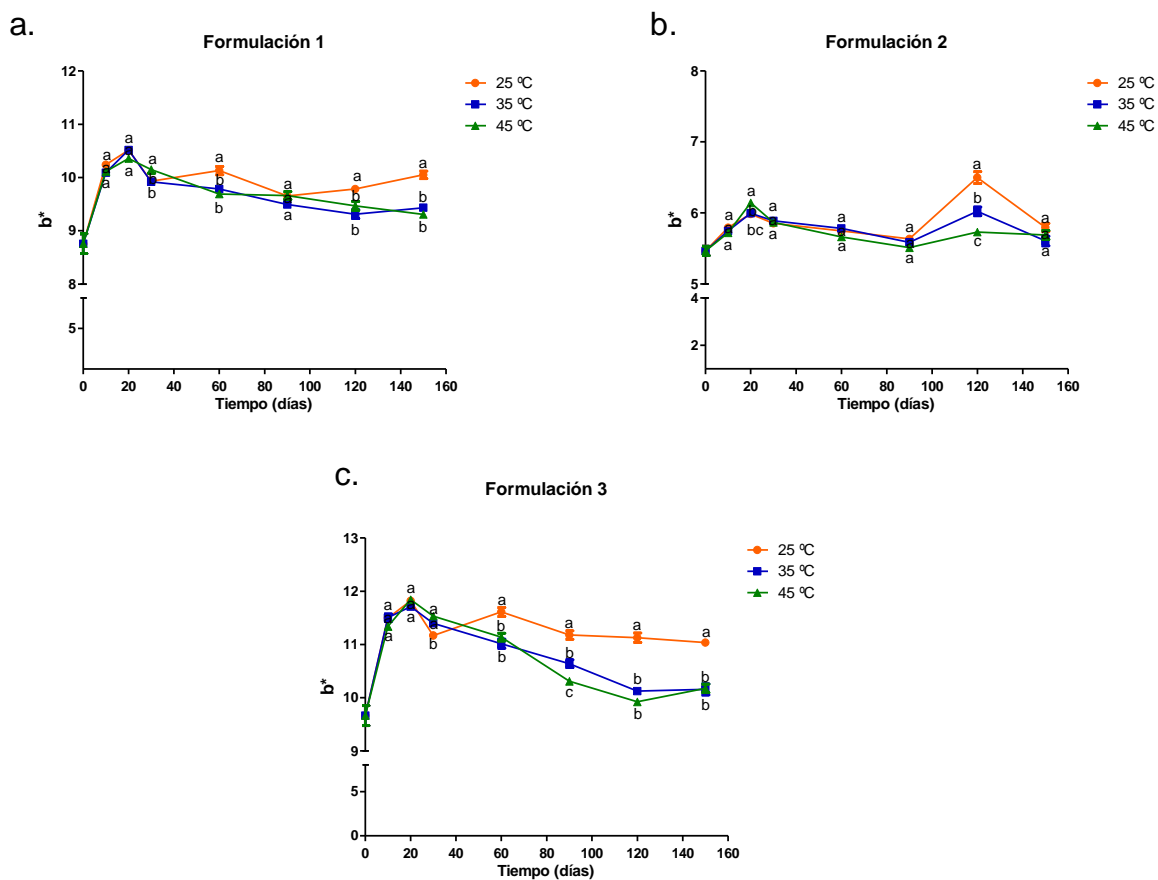 a.
Formulación 1
12
11
10
9
8
5
b*
0 20 40 60 80 100 120 140 160
Tiempo (días)
25 ºC
35 ºC
45 ºC
a a a a a a a
a b b a b b
a a b b a b b
b.
Formulación 2
8
7
6
5
4
2
b*
0 20 40 60 80 100 120 140 160
Tiempo (días)
25 ºC
35 ºC
45 ºC
a a a a a a a
b
a bc a a a c a
c.
Formulación 3
13
12
11
10
9
5
0
b*
0 20 40 60 80 100 120 140 160
Tiempo (días)
25 ºC
35 ºC
45 ºC
a a a a a a a
a a b b b b
a a b b c b b